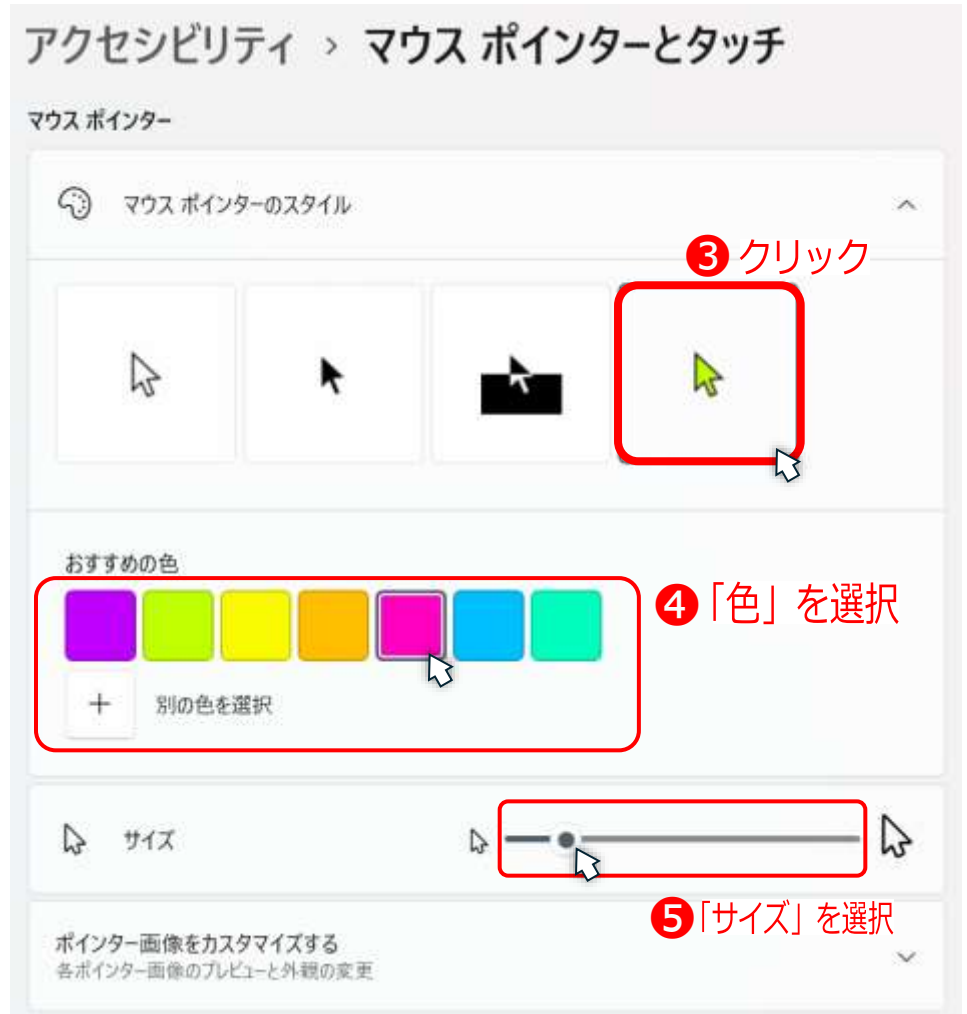 アクセシビリティ > マウス ポインターとタッチ
マウス ポインター
マウス ポインターのスタイル
❸ クリック
おすすめの色
❹「色」を選択
+ 別の色を選択
サイズ
❺「サイズ」を選択
ポインター画像をカスタマイズする
各ポインター画像のプレビューと外観の変更